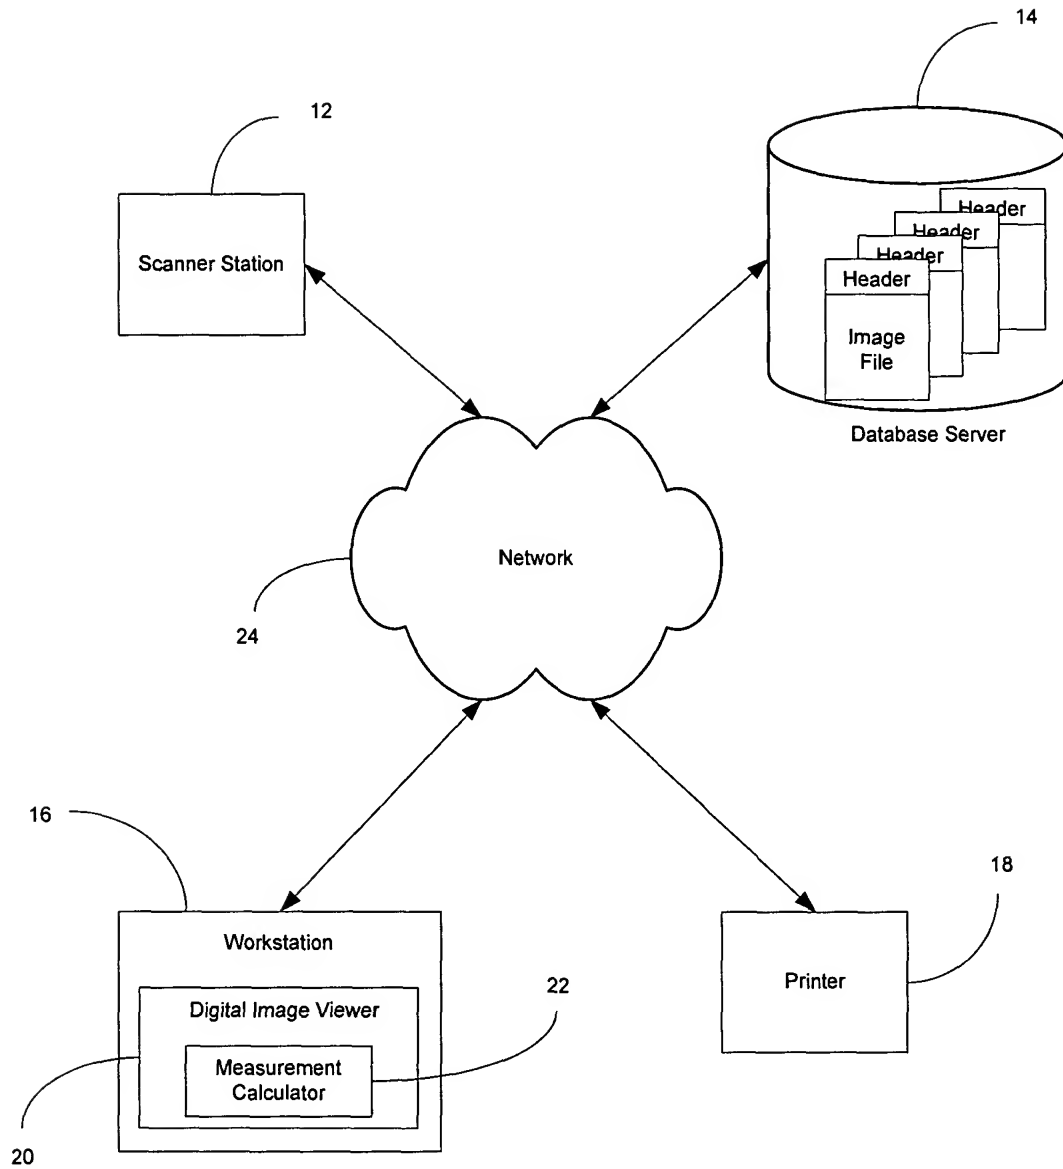 14
12
Scanner Station
Header
Header
Header
Header
Image
File
Database Server
Network
24
16
18
Workstation
Printer
Digital Image Viewer
22
Measurement
Calculator
20